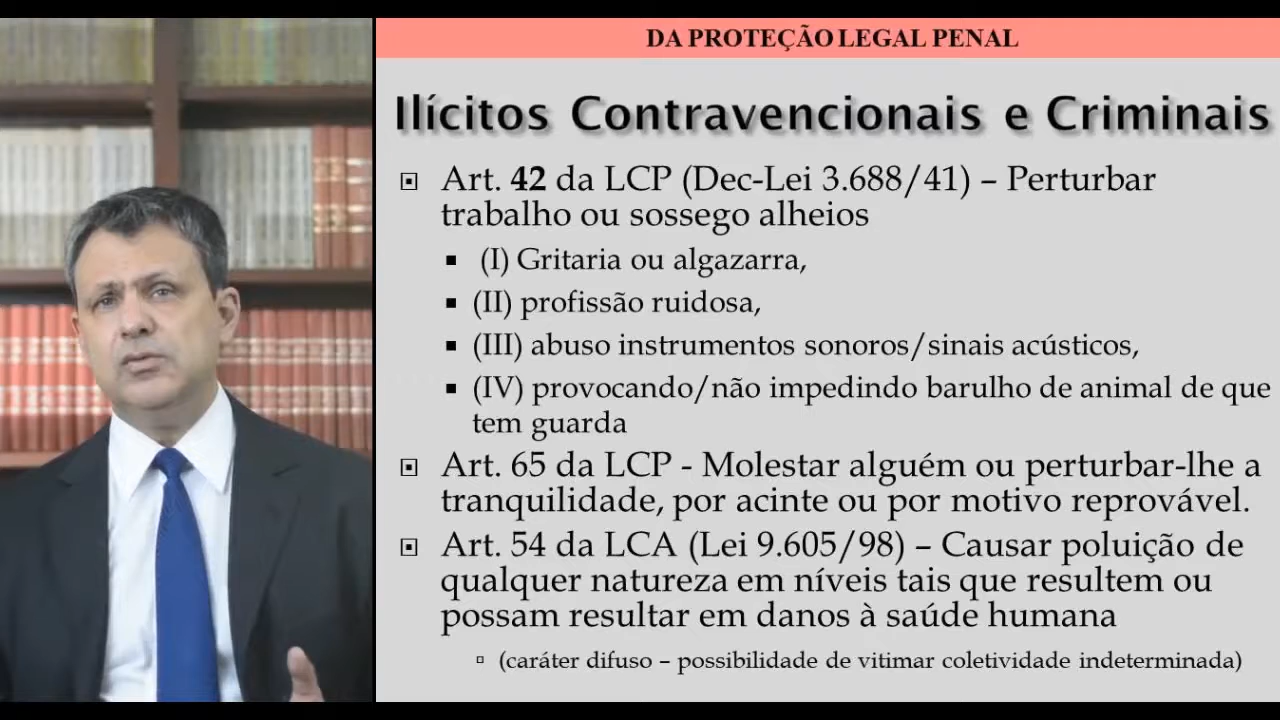 DA PROTEÇÃO LEGAL PENAL
Ilícitos Contravencionais e Criminais
Art. 42 da LCP (Dec-Lei 3.688/41) – Perturbar
trabalho ou sossego alheios
(I) Gritaria ou algazarra,
(II) profissão ruidosa,
(III) abuso instrumentos sonoros/sinais acústicos,
(IV) provocando/não impedindo barulho de animal de que
tem guarda
Art. 65 da LCP - Molestar alguém ou perturbar-lhe a
tranquilidade, por acinte ou por motivo reprovável.
Art. 54 da LCA (Lei 9.605/98) – Causar poluição de
qualquer natureza em níveis tais que resultem ou
possam resultar em danos à saúde humana
(caráter difuso – possibilidade de vitimar coletividade indeterminada)